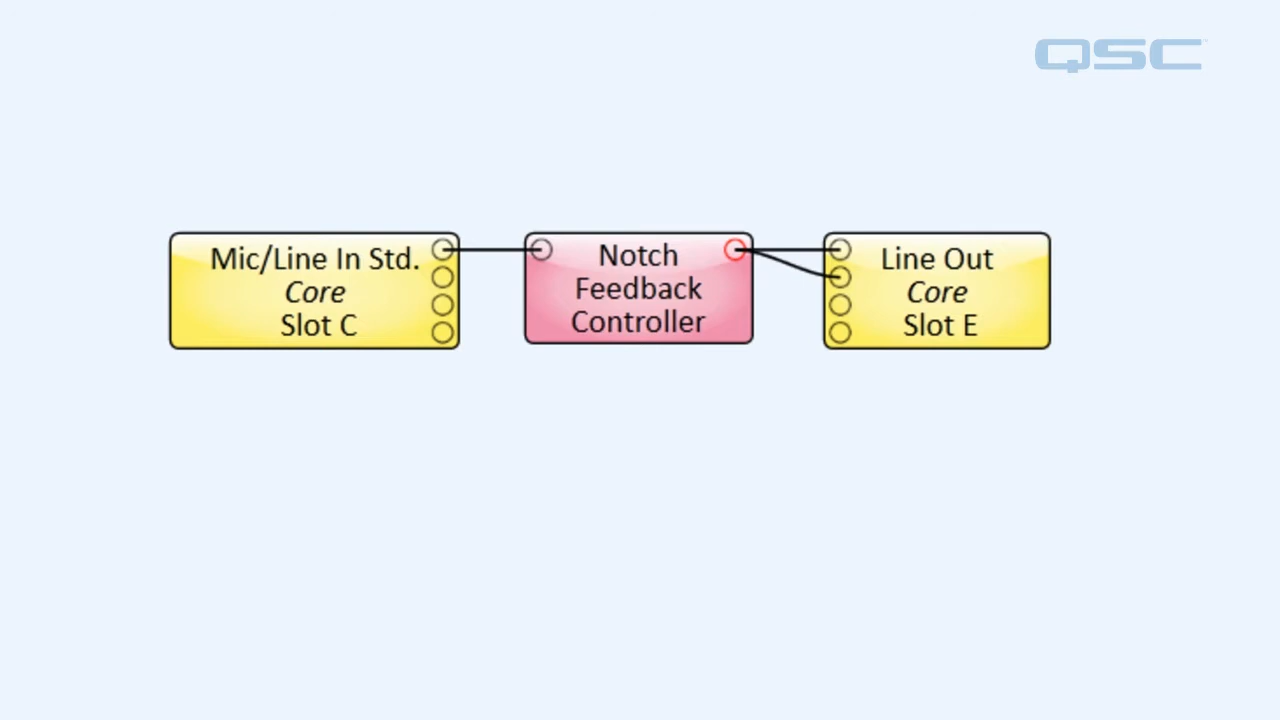 QSC
Mic/Line In Std.
Core
Slot C
Notch
Feedback
Controller
Line Out
Core
Slot E